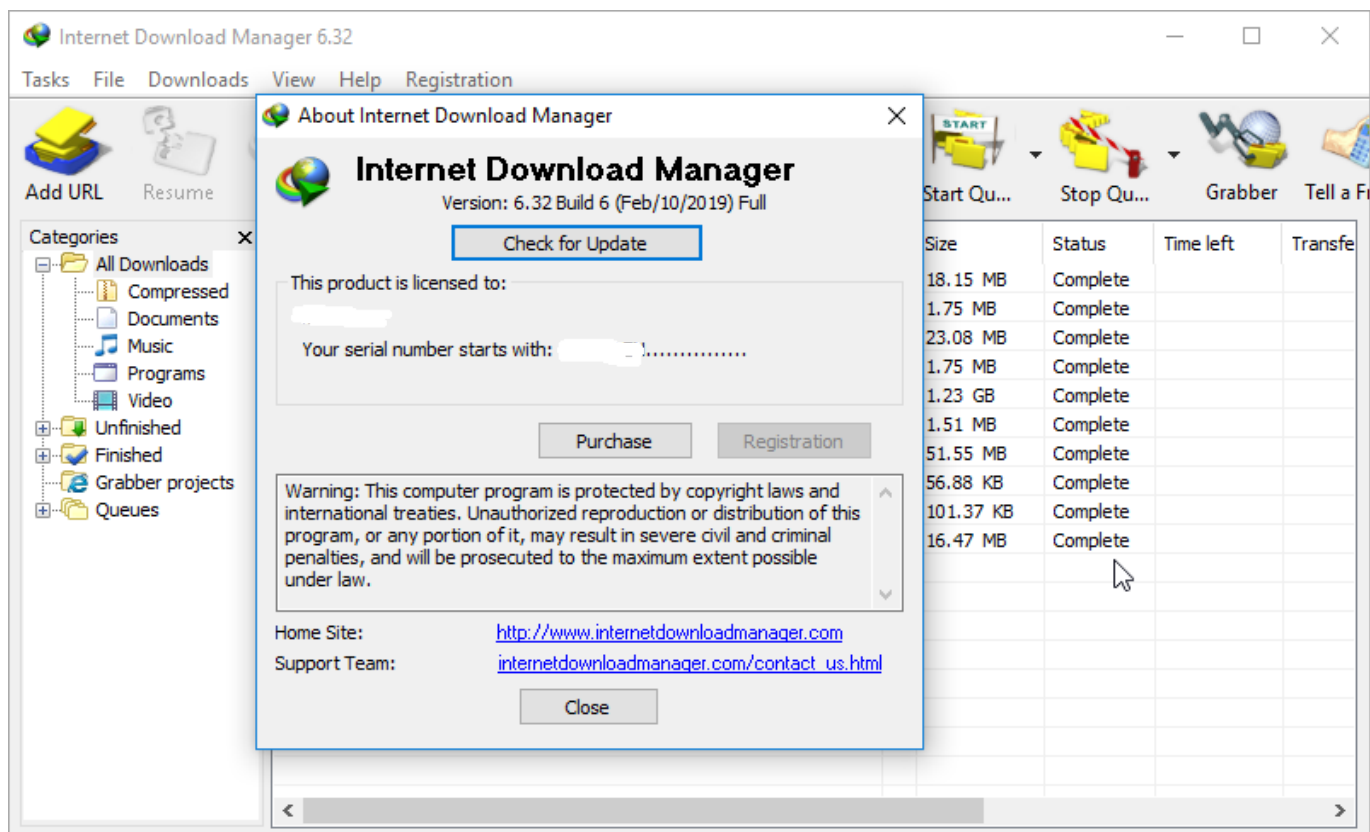 Internet Download Manager 6.32
Tasks File Downloads View Help Registration
Add URL
Resume
Start Qu...
Stop Qu...
Grabber
Tell a Fr
START
Categories
All Downloads
Compressed
Documents
Music
Programs
Video
Unfinished
Finished
Grabber projects
Queues
About Internet Download Manager
Internet Download Manager
Version: 6.32 Build 6 (Feb/10/2019) Full
Check for Update
This product is licensed to:
Your serial number starts with: ...............
Purchase
Registration
Warning: This computer program is protected by copyright laws and
international treaties. Unauthorized reproduction or distribution of this
program, or any portion of it, may result in severe civil and criminal
penalties, and will be prosecuted to the maximum extent possible
under law.
Home Site: http://www.internetdownloadmanager.com
Support Team: internetdownloadmanager.com/contact_us.html
Close
Size Status Time left Transfe
18.15 MB Complete
1.75 MB Complete
23.08 MB Complete
1.75 MB Complete
1.23 GB Complete
1.51 MB Complete
51.55 MB Complete
56.88 KB Complete
101.37 KB Complete
16.47 MB Complete